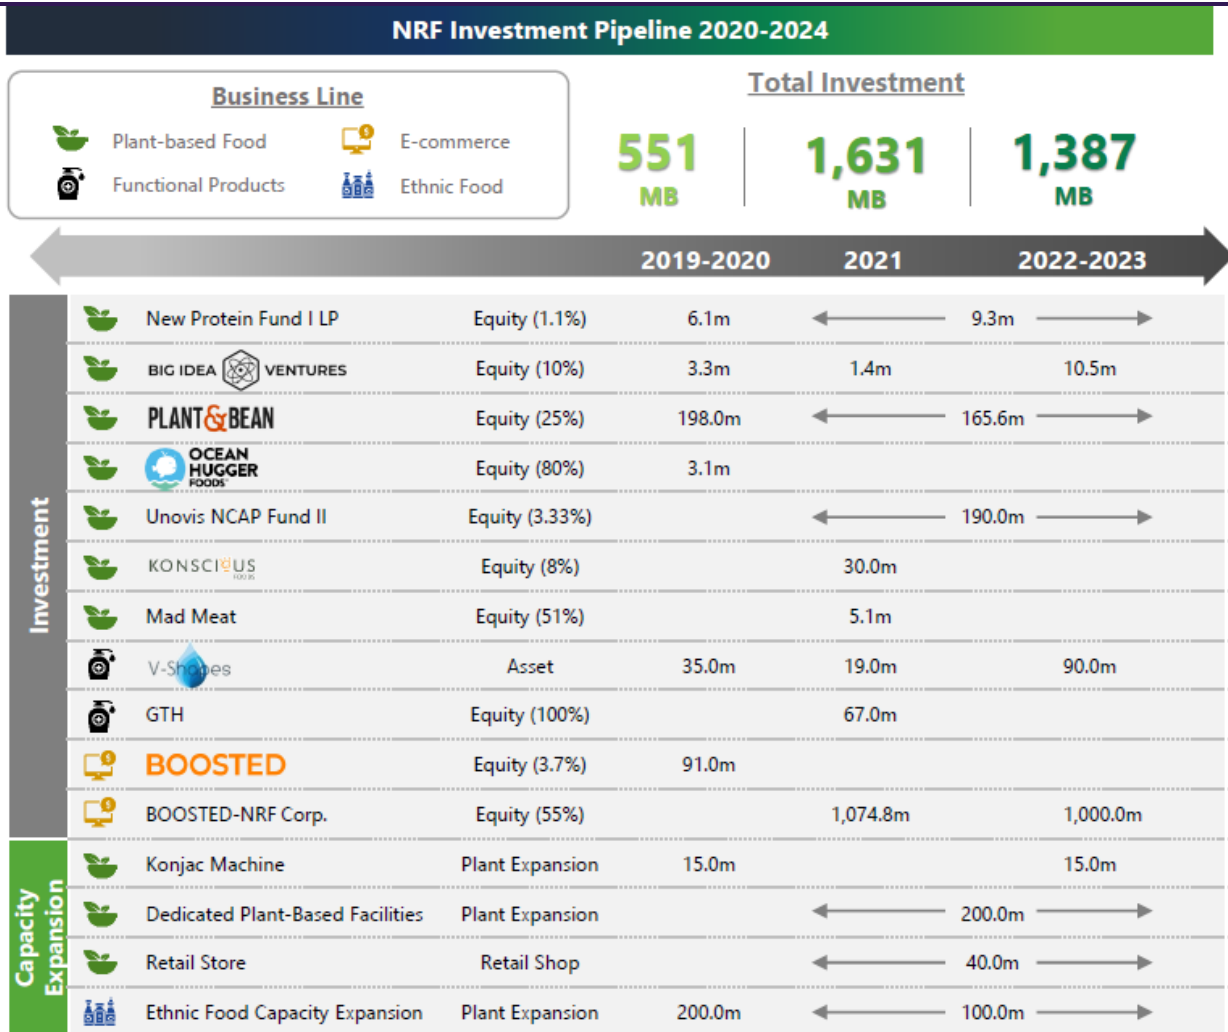 NRF Investment Pipeline 2020-2024
Business Line
Plant-based Food
E-commerce
Functional Products
Ethnic Food
Total Investment
551 MB
1,631 MB
1,387 MB
2019-2020 2021 2022-2023
Investment
New Protein Fund I LP Equity (1.1%) 6.1m 9.3m
BIG IDEA VENTURES Equity (10%) 3.3m 1.4m 10.5m
PLANT&BEAN Equity (25%) 198.0m 165.6m
OCEAN HUGGER FOODS Equity (80%) 3.1m
Unovis NCAP Fund II Equity (3.33%) 190.0m
KONSCIOUS FOODS Equity (8%) 30.0m
Mad Meat Equity (51%) 5.1m
V-Shapes Asset 35.0m 19.0m 90.0m
GTH Equity (100%) 67.0m
BOOSTED Equity (3.7%) 91.0m
BOOSTED-NRF Corp. Equity (55%) 1,074.8m 1,000.0m
Capacity Expansion
Konjac Machine Plant Expansion 15.0m 15.0m
Dedicated Plant-Based Facilities Plant Expansion 200.0m
Retail Store Retail Shop 40.0m
Ethnic Food Capacity Expansion Plant Expansion 200.0m 100.0m